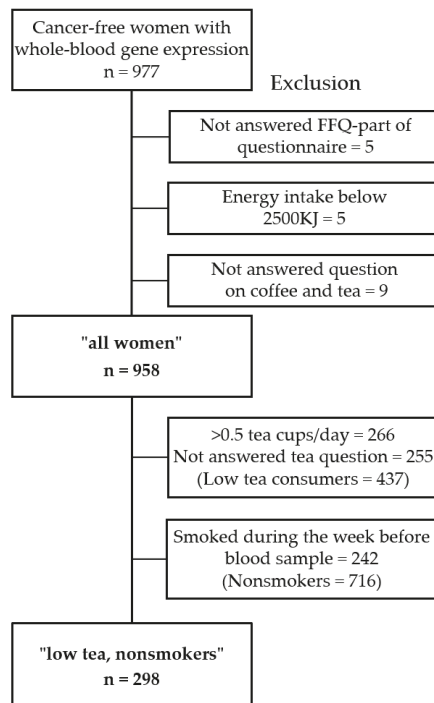 Cancer-free women with
whole-blood gene expression
n = 977
Exclusion
Not answered FFQ-part of
questionnaire = 5
Energy intake below
2500KJ = 5
Not answered question
on coffee and tea = 9
"all women"
n = 958
>0.5 tea cups/day = 266
Not answered tea question = 255
(Low tea consumers = 437)
Smoked during the week before
blood sample = 242
(Nonsmokers = 716)
"low tea, nonsmokers"
n = 298